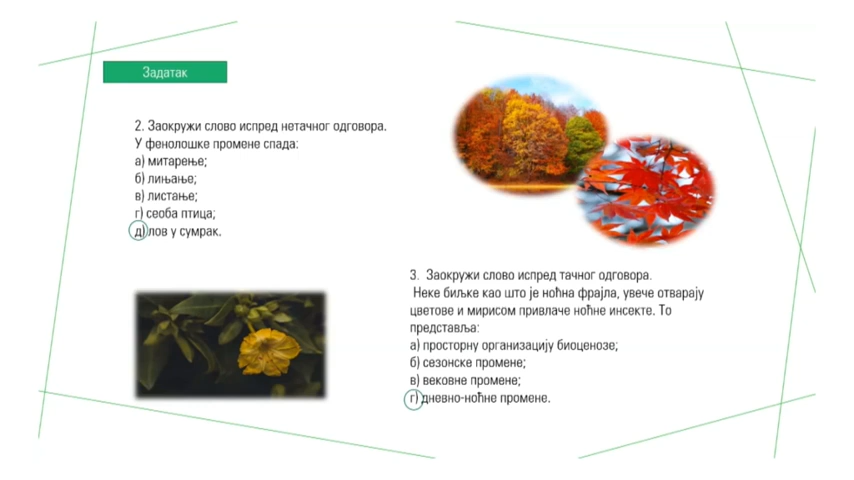 Задатак
2. Заокружи слово испред нетачног одговора.
У фенолошке промене спада:
а) митарење;
б) лињање;
в) листање;
г) сеоба птица;
д) лов у сумрак.
3. Заокружи слово испред тачног одговора.
Неке биљке као што је ноћна фрајла, увече отварају
цветове и мирисом привлаче ноћне инсекте. То
представља:
а) просторну организацију биоценозе;
б) сезонске промене;
в) вековне промене;
г) дневно-ноћне промене.